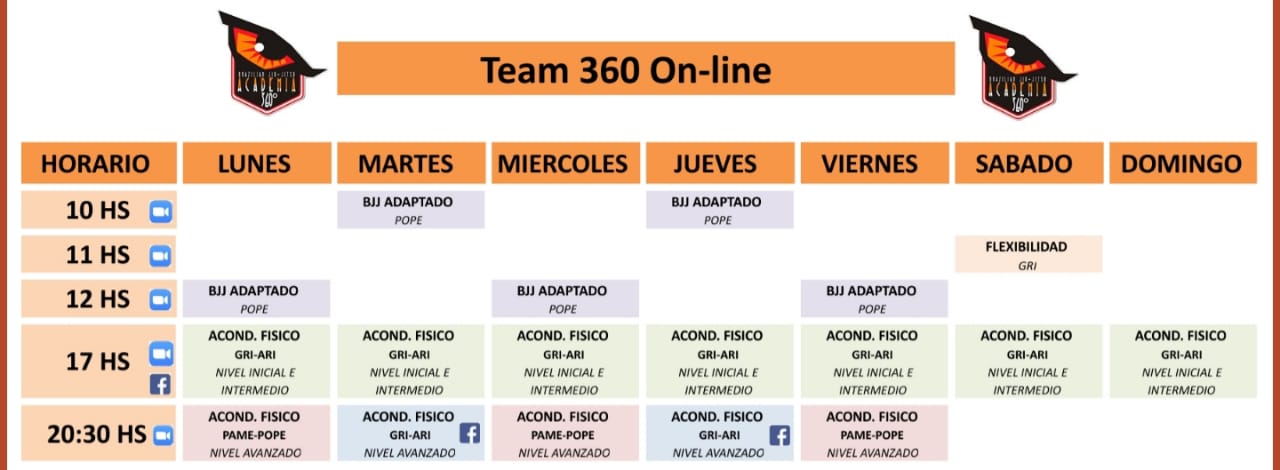 Team 360 On-line
BRAZILIAN JIU-JITSU
ACADEMIA
360°
BRAZILIAN JIU-JITSU
ACADEMIA
360°
HORARIO LUNES MARTES MIERCOLES JUEVES VIERNES SABADO DOMINGO
10 HS BJJ ADAPTADO BJJ ADAPTADO
POPE POPE
11 HS FLEXIBILIDAD
GRI
12 HS BJJ ADAPTADO BJJ ADAPTADO BJJ ADAPTADO
POPE POPE POPE
17 HS ACOND. FISICO ACOND. FISICO ACOND. FISICO ACOND. FISICO ACOND. FISICO ACOND. FISICO ACOND. FISICO
GRI-ARI GRI-ARI GRI-ARI GRI-ARI GRI-ARI GRI-ARI GRI-ARI
NIVEL INICIAL E NIVEL INICIAL E NIVEL INICIAL E NIVEL INICIAL E NIVEL INICIAL E NIVEL INICIAL E NIVEL INICIAL E
INTERMEDIO INTERMEDIO INTERMEDIO INTERMEDIO INTERMEDIO INTERMEDIO INTERMEDIO
20:30 HS ACOND. FISICO ACOND. FISICO ACOND. FISICO ACOND. FISICO ACOND. FISICO
PAME-POPE GRI-ARI PAME-POPE GRI-ARI PAME-POPE
NIVEL AVANZADO NIVEL AVANZADO NIVEL AVANZADO NIVEL AVANZADO NIVEL AVANZADO